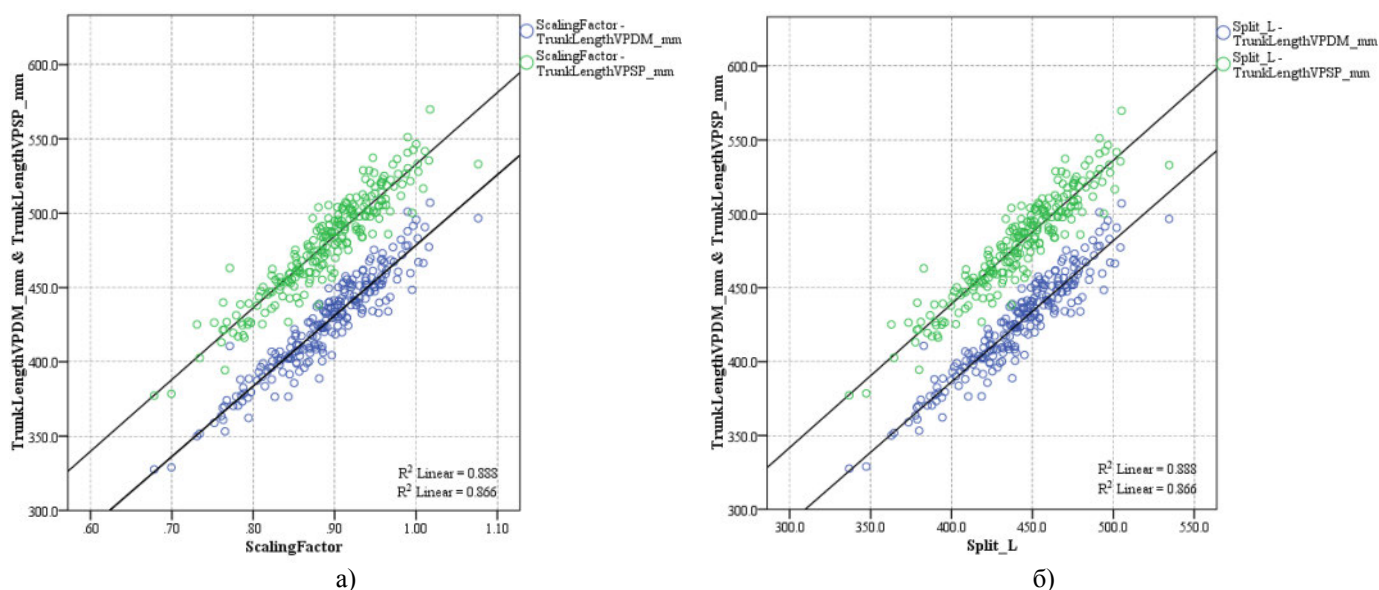 ScalingFactor -
TrunkLengthVPDM_mm
ScalingFactor -
TrunkLengthVPSP_mm
TrunkLengthVPDM_mm & TrunkLengthVPSP_mm
600.0
550.0
500.0
450.0
400.0
350.0
300.0
R² Linear = 0.888
R² Linear = 0.866
.60 .70 .80 .90 1.00 1.10
ScalingFactor
а)
Split_L -
TrunkLengthVPDM_mm
Split_L -
TrunkLengthVPSP_mm
TrunkLengthVPDM_mm & TrunkLengthVPSP_mm
600.0
550.0
500.0
450.0
400.0
350.0
300.0
R² Linear = 0.888
R² Linear = 0.866
300.0 350.0 400.0 450.0 500.0 550.0
Split_L
б)